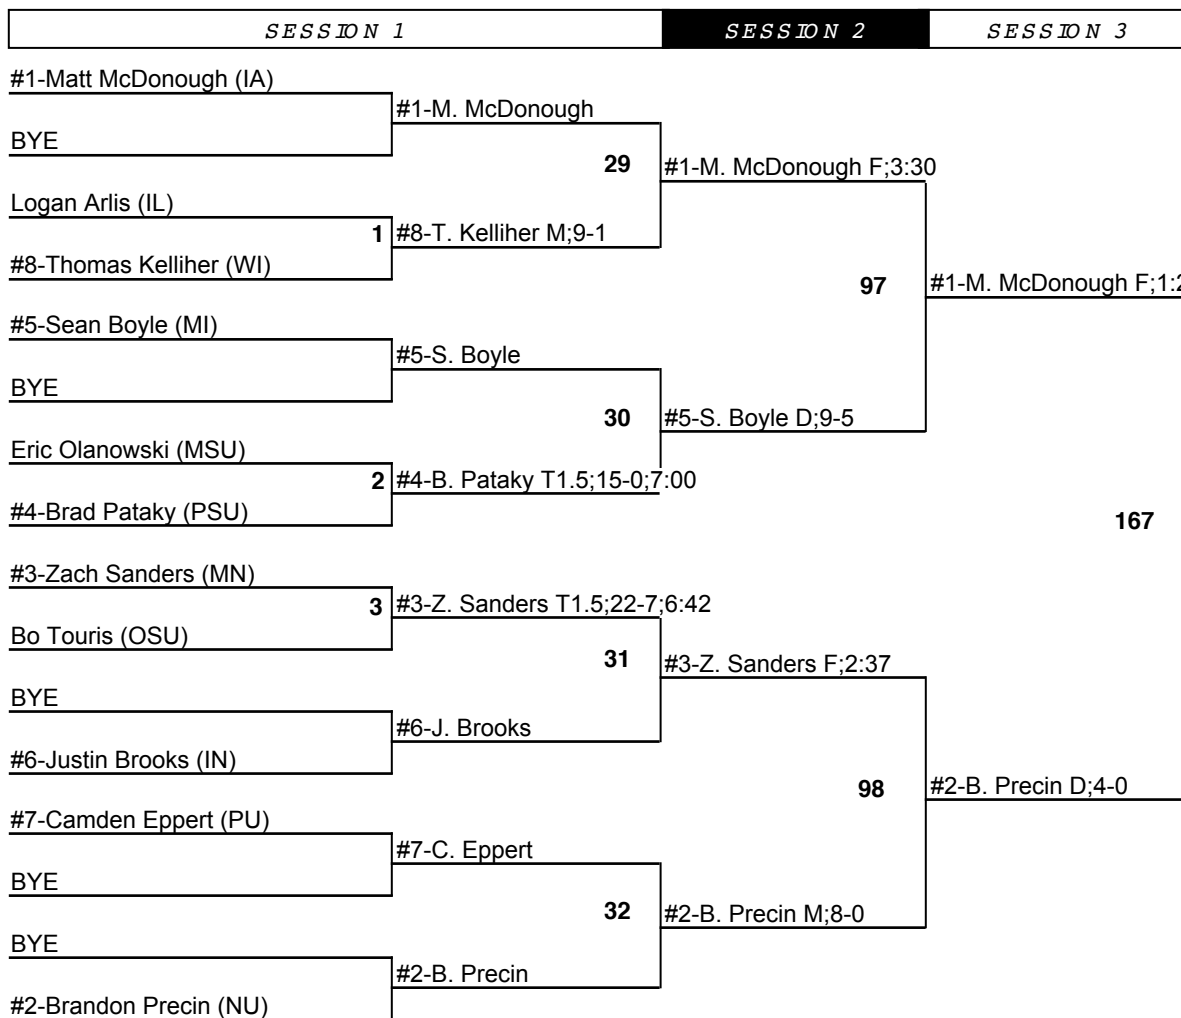 SESSION 1
SESSION 2
SESSION 3
#1-Matt McDonough (IA)
#1-M. McDonough
BYE
29
#1-M. McDonough F;3:30
Logan Arlis (IL)
1
#8-T. Kelliher M;9-1
#8-Thomas Kelliher (WI)
97
#1-M. McDonough F;1:2
#5-Sean Boyle (MI)
#5-S. Boyle
BYE
30
#5-S. Boyle D;9-5
Eric Olanowski (MSU)
2
#4-B. Pataky T1.5;15-0;7:00
#4-Brad Pataky (PSU)
167
#3-Zach Sanders (MN)
3
#3-Z. Sanders T1.5;22-7;6:42
Bo Touris (OSU)
31
#3-Z. Sanders F;2:37
BYE
#6-J. Brooks
#6-Justin Brooks (IN)
98
#2-B. Precin D;4-0
#7-Camden Eppert (PU)
#7-C. Eppert
BYE
32
#2-B. Precin M;8-0
BYE
#2-B. Precin
#2-Brandon Precin (NU)